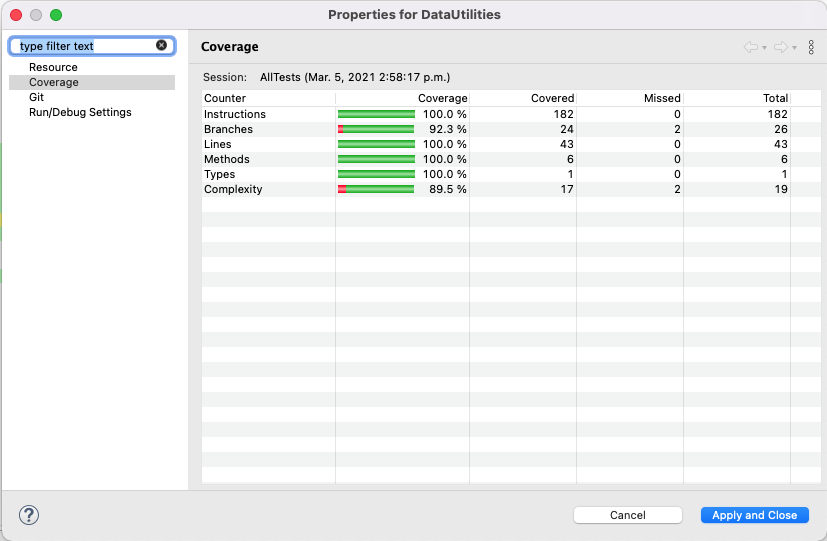 Properties for DataUtilities
type filter text
Resource
Coverage
Git
Run/Debug Settings
Coverage
Session: AllTests (Mar. 5, 2021 2:58:17 p.m.)
Counter Coverage Covered Missed Total
Instructions 100.0 % 182 0 182
Branches 92.3 % 24 2 26
Lines 100.0 % 43 0 43
Methods 100.0 % 6 0 6
Types 100.0 % 1 0 1
Complexity 89.5 % 17 2 19
?
Cancel
Apply and Close